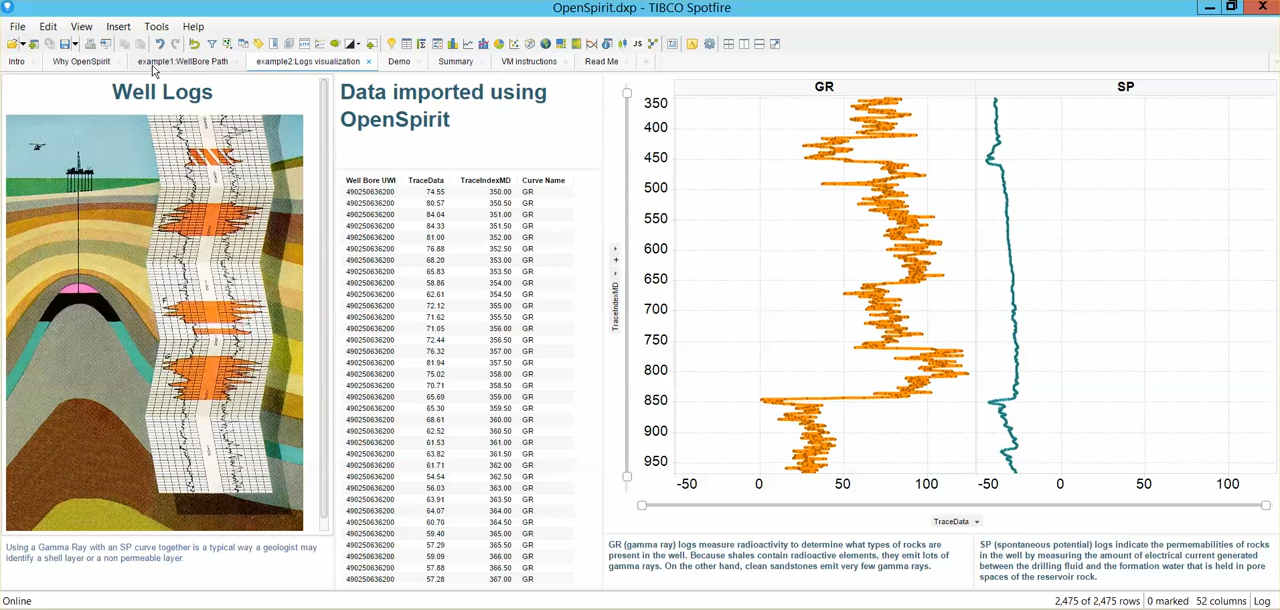 OpenSpirit.dxp - TIBCO Spotfire
File Edit View Insert Tools Help
JS
Intro Why OpenSpirit example1:WellBore Path example2:Logs visualization Demo Summary VM instructions Read Me
Well Logs
Using a Gamma Ray with an SP curve together is a typical way a geologist may
identify a shell layer or a non permeable layer.
Data imported using
OpenSpirit
Well Bore UWI TraceData TraceIndexMD Curve Name
490250636200 74.55 350.00 GR
490250636200 80.57 350.50 GR
490250636200 84.04 351.00 GR
490250636200 84.33 351.50 GR
490250636200 81.00 352.00 GR
490250636200 76.88 352.50 GR
490250636200 68.20 353.00 GR
490250636200 65.83 353.50 GR
490250636200 58.86 354.00 GR
490250636200 62.61 354.50 GR
490250636200 72.12 355.00 GR
490250636200 71.62 355.50 GR
490250636200 71.05 356.00 GR
490250636200 72.44 356.50 GR
490250636200 76.32 357.00 GR
490250636200 81.94 357.50 GR
490250636200 75.02 358.00 GR
490250636200 70.71 358.50 GR
490250636200 65.69 359.00 GR
490250636200 65.30 359.50 GR
490250636200 68.61 360.00 GR
490250636200 62.52 360.50 GR
490250636200 61.53 361.00 GR
490250636200 63.82 361.50 GR
490250636200 61.71 362.00 GR
490250636200 54.54 362.50 GR
490250636200 56.03 363.00 GR
490250636200 63.91 363.50 GR
490250636200 64.07 364.00 GR
490250636200 60.70 364.50 GR
490250636200 59.40 365.00 GR
490250636200 57.29 365.50 GR
490250636200 59.09 366.00 GR
490250636200 57.88 366.50 GR
490250636200 57.28 367.00 GR
TraceIndexMD
GR SP
350
400
450
500
550
600
650
700
750
800
850
900
950
-50 0 50 100 -50 0 50 100
TraceData
GR (gamma ray) logs measure radioactivity to determine what types of rocks are
present in the well. Because shales contain radioactive elements, they emit lots of
gamma rays. On the other hand, clean sandstones emit very few gamma rays.
SP (spontaneous potential) logs indicate the permemabilities of rocks
in the well by measuring the amount of electrical current generated
between the drilling fluid and the formation water that is held in pore
spaces of the reservoir rock.
Online 2,475 of 2,475 rows 0 marked 52 columns Log